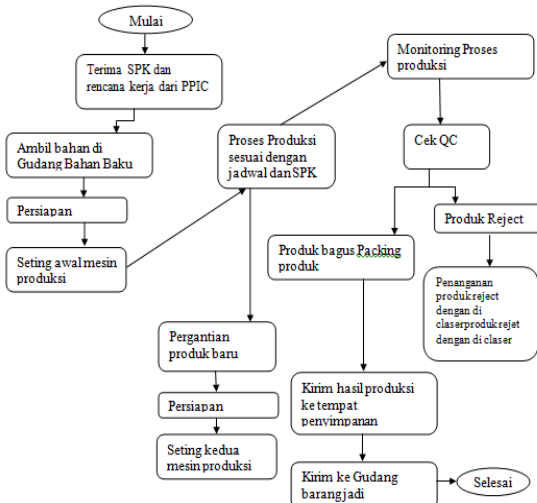 Mulai
Terima SPK dan
rencana kerja dari PPIC
Ambil bahan di
Gudang Bahan Baku
Persiapan
Seting awal mesin
produksi
Proses Produksi
sesuai dengan
jadwal dan SPK
Monitoring Proses
produksi
Cek QC
Produk Reject
Penanganan
produk reject
dengan di
claserproduk rejet
dengan di claser
Produk bagus Packing
produk
Pergantian
produk baru
Persiapan
Seting kedua
mesin produksi
Kirim hasil produksi
ke tempat
penyimpanan
Kirim ke Gudang
barang jadi
Selesai